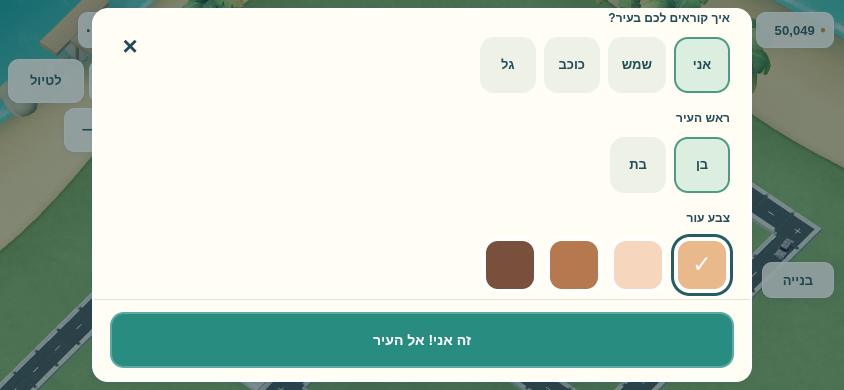 איך קוראים לכם בעיר?
אני
שמש
כוכב
גל
ראש העיר
בן
בת
צבע עור
✓
זה אני! אל העיר
50,049
לטיול
בנייה
×